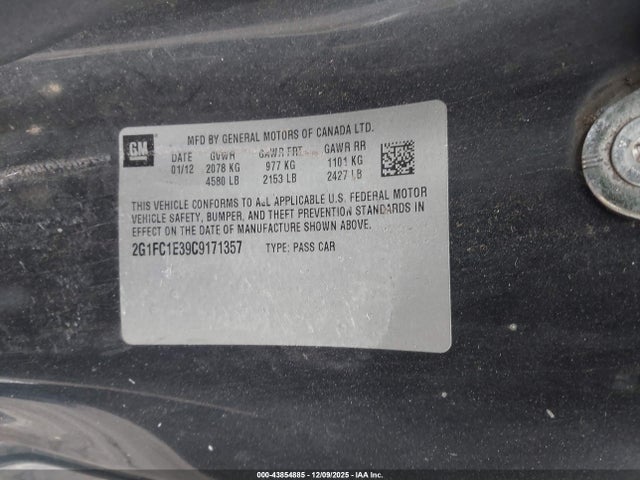 GM
MFD BY GENERAL MOTORS OF CANADA LTD.
DATE GVWR GAWR FRT GAWR RR
01/12 2078 KG 977 KG 1101 KG
4580 LB 2153 LB 2427 LB
THIS VEHICLE CONFORMS TO ALL APPLICABLE U.S. FEDERAL MOTOR
VEHICLE SAFETY, BUMPER, AND THEFT PREVENTION STANDARDS IN
EFFECT ON THE DATE OF MANUFACTURE SHOWN ABOVE.
2G1FC1E39C9171357 TYPE: PASS CAR
000-43854885 - 12/09/2025 - IAA Inc.